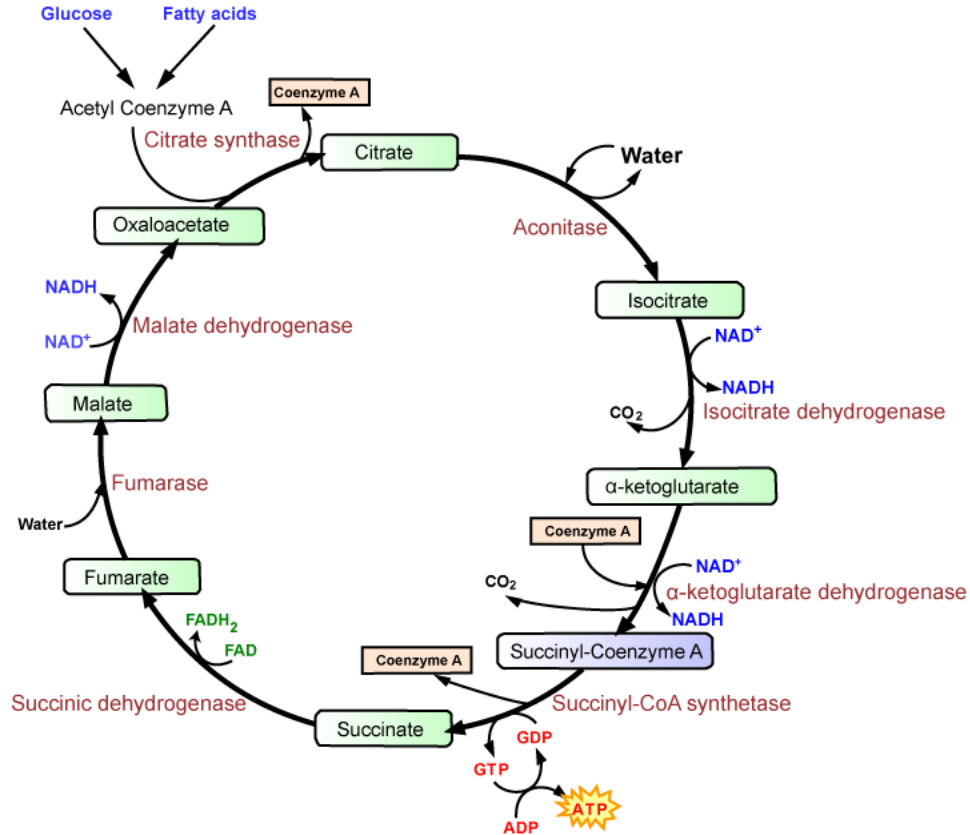 Glucose
Fatty acids
Acetyl Coenzyme A
Coenzyme A
Citrate synthase
Citrate
Water
Aconitase
Oxaloacetate
Isocitrate
NADH
NAD+
Malate dehydrogenase
NAD+
NADH
Isocitrate dehydrogenase
CO2
Malate
α-ketoglutarate
Fumarase
Water
Coenzyme A
NAD+
α-ketoglutarate dehydrogenase
NADH
CO2
Fumarate
FADH2
FAD
Succinyl-Coenzyme A
Coenzyme A
Succinyl-CoA synthetase
Succinic dehydrogenase
Succinate
GDP
GTP
ADP
ATP